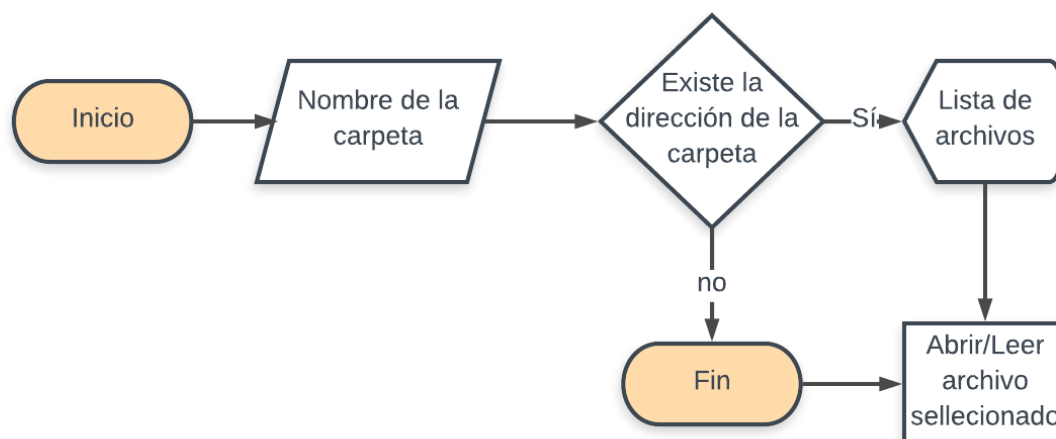 Inicio
Nombre de la
carpeta
Existe la
dirección de la
carpeta
Sí
Lista de
archivos
no
Fin
Abrir/Leer
archivo
sellecionado